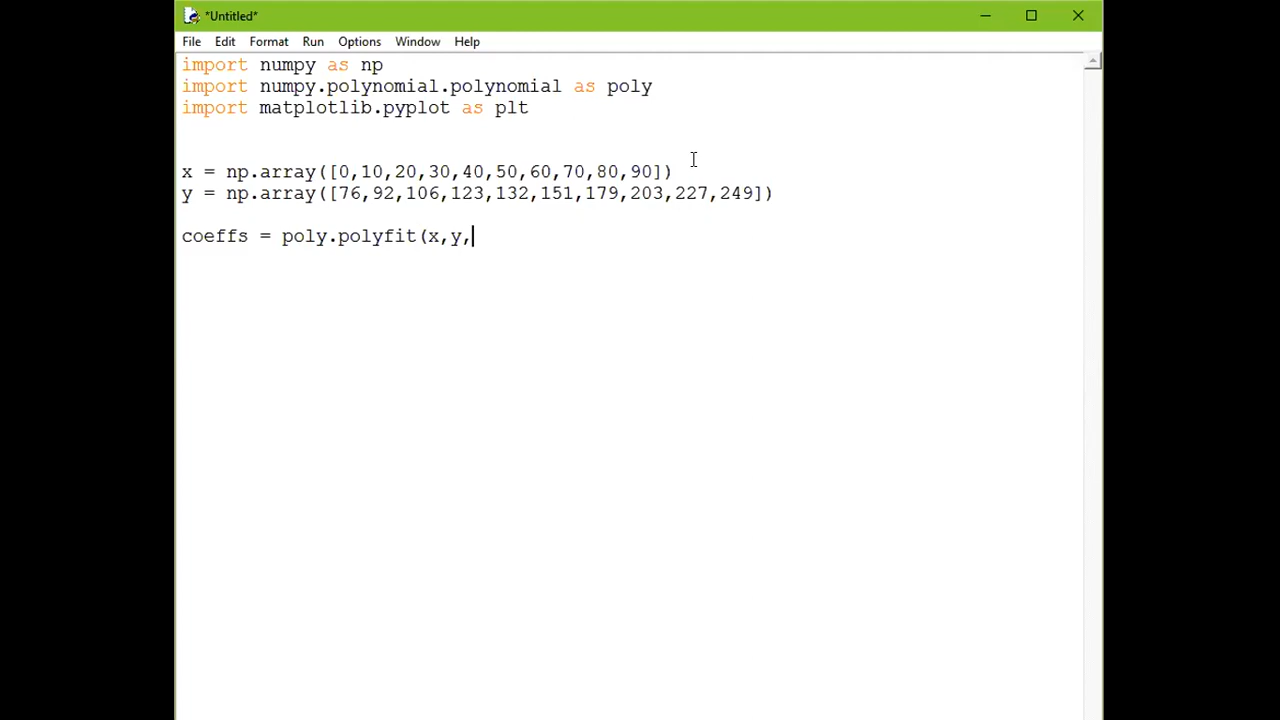 *Untitled*
File Edit Format Run Options Window Help
import numpy as np
import numpy.polynomial.polynomial as poly
import matplotlib.pyplot as plt
x = np.array([0,10,20,30,40,50,60,70,80,90])
y = np.array([76,92,106,123,132,151,179,203,227,249])
coeffs = poly.polyfit(x,y,